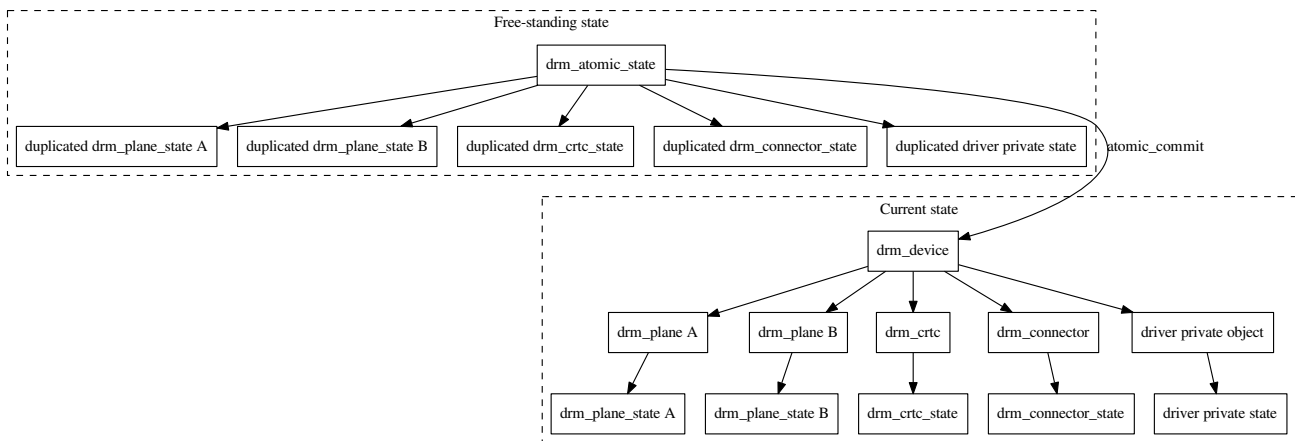 Free-standing state
drm_atomic_state
duplicated drm_plane_state A
duplicated drm_plane_state B
duplicated drm_crtc_state
duplicated drm_connector_state
duplicated driver private state
atomic_commit
Current state
drm_device
drm_plane A
drm_plane B
drm_crtc
drm_connector
driver private object
drm_plane_state A
drm_plane_state B
drm_crtc_state
drm_connector_state
driver private state